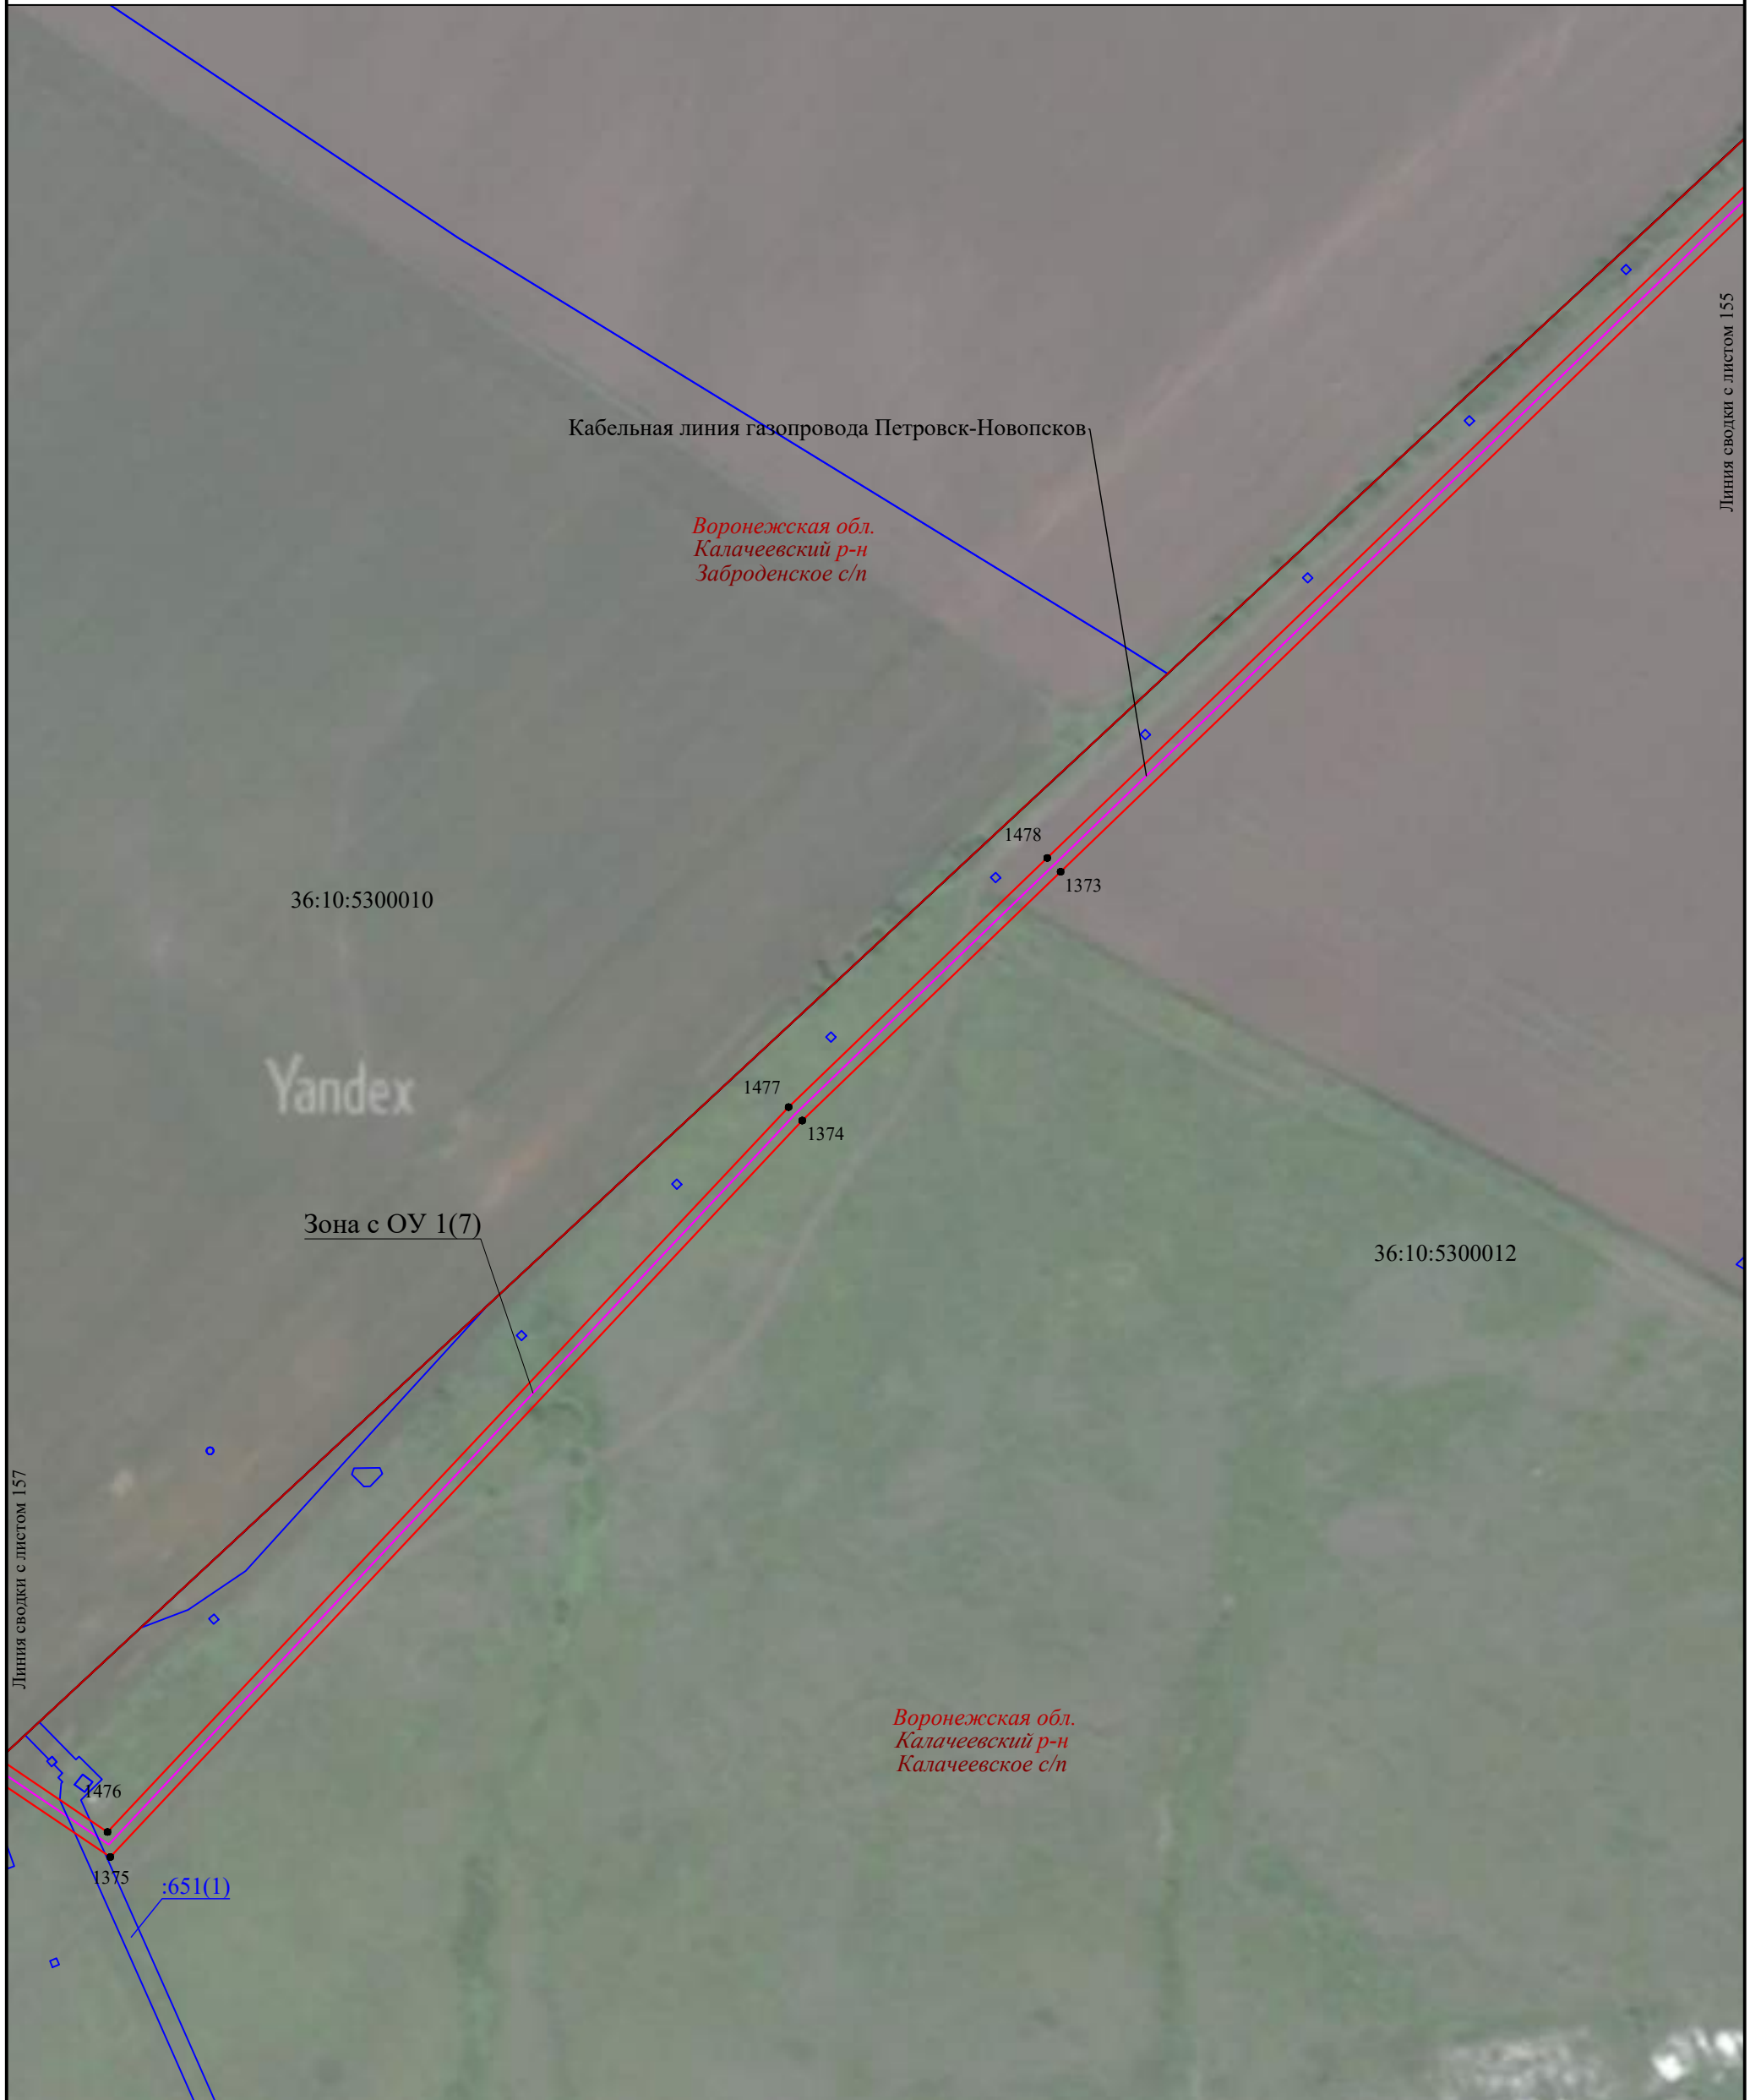 Линия сводки с листом 155
Кабельная линия газопровода Петровск-Новопсков
Воронежская обл.
Калачеевский р-н
Заброденское с/п
1478
1373
36:10:5300010
Yandex
1477
1374
Зона с ОУ 1(7)
36:10:5300012
Линия сводки с листом 157
Воронежская обл.
Калачеевский р-н
Калачеевское с/п
1476
1375
:651(1)